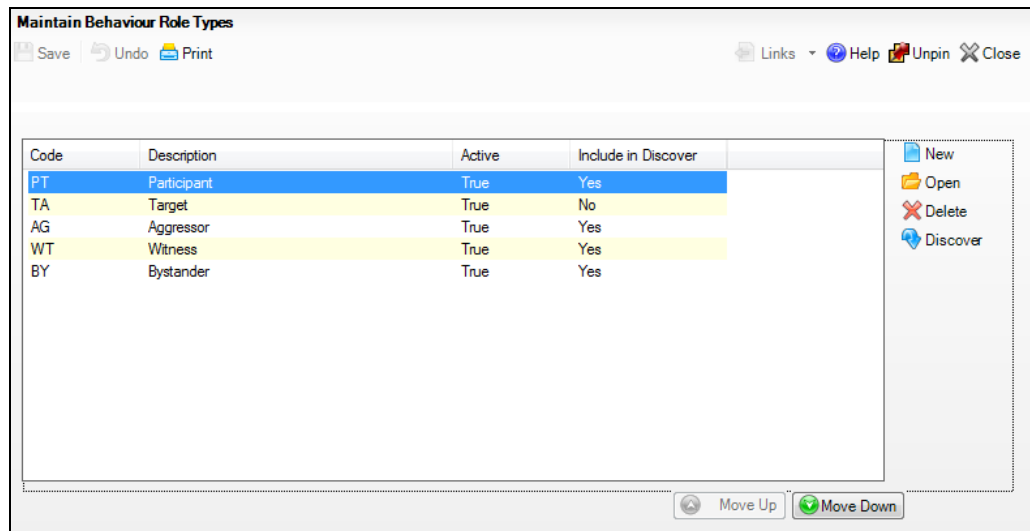 Maintain Behaviour Role Types
Save Undo Print Links Help Unpin Close
Code Description Active Include in Discover
PT Participant True Yes
TA Target True No
AG Aggressor True Yes
WT Witness True Yes
BY Bystander True Yes
New
Open
Delete
Discover
Move Up Move Down